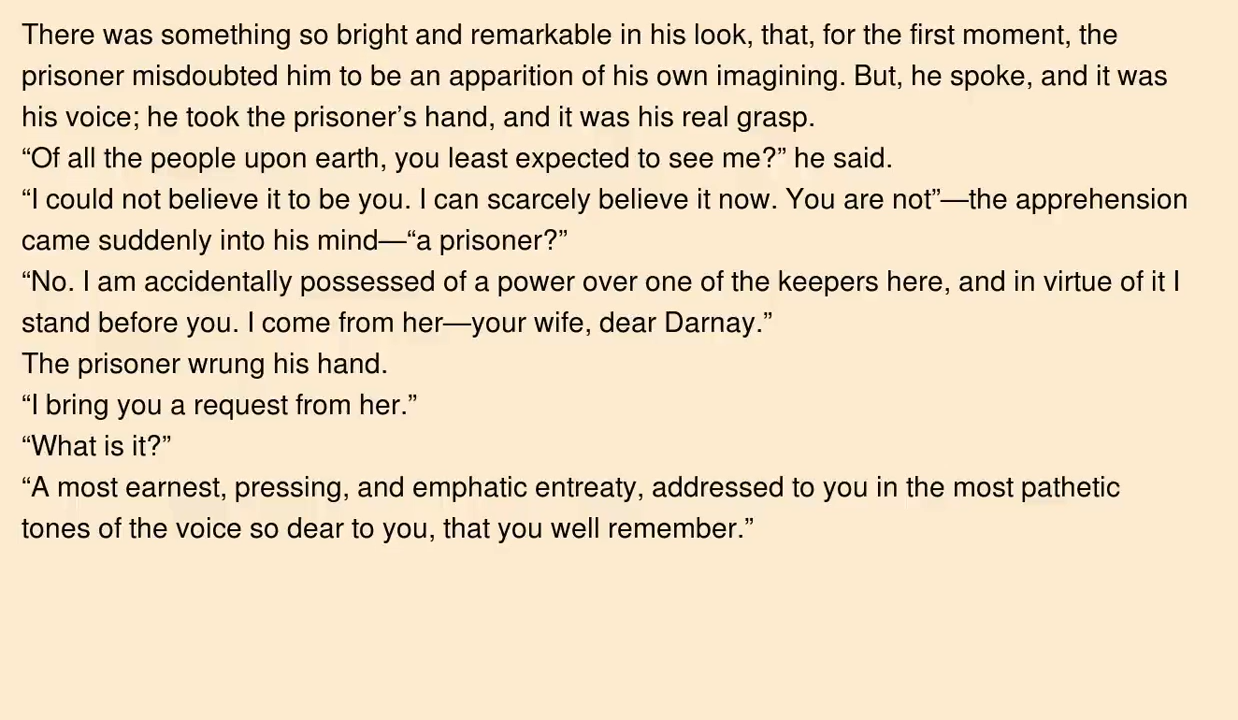 There was something so bright and remarkable in his look, that, for the first moment, the
prisoner misdoubted him to be an apparition of his own imagining. But, he spoke, and it was
his voice; he took the prisoner’s hand, and it was his real grasp.
“Of all the people upon earth, you least expected to see me?” he said.
“I could not believe it to be you. I can scarcely believe it now. You are not”—the apprehension
came suddenly into his mind—“a prisoner?”
“No. I am accidentally possessed of a power over one of the keepers here, and in virtue of it I
stand before you. I come from her—your wife, dear Darnay.”
The prisoner wrung his hand.
“I bring you a request from her.”
“What is it?”
“A most earnest, pressing, and emphatic entreaty, addressed to you in the most pathetic
tones of the voice so dear to you, that you well remember.”